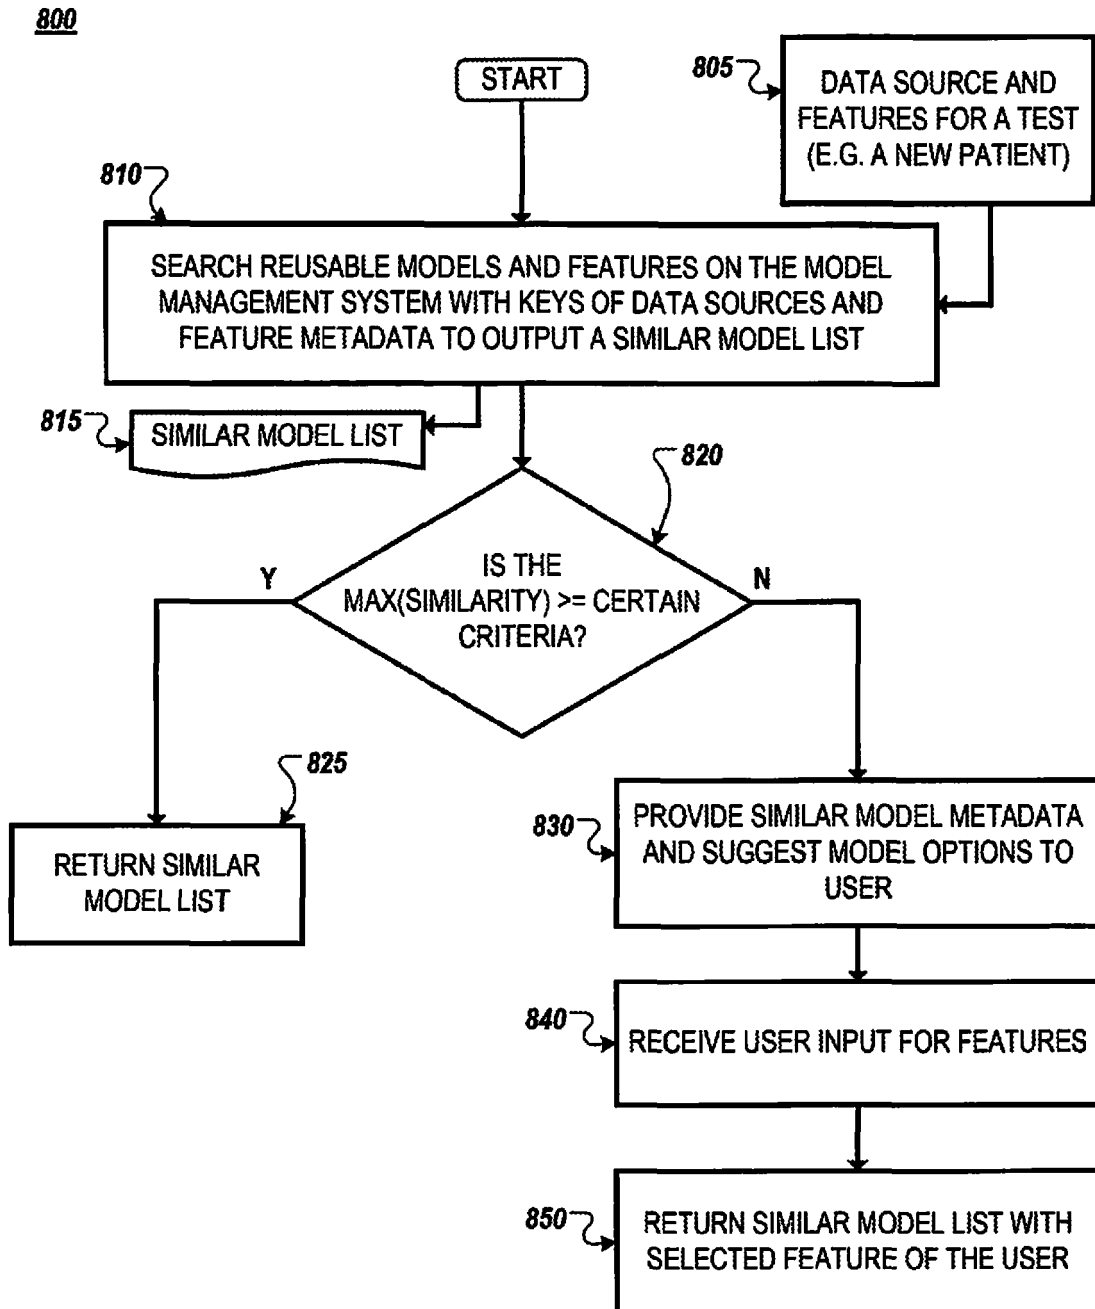 800
START
805
DATA SOURCE AND
FEATURES FOR A TEST
(E.G. A NEW PATIENT)
810
SEARCH REUSABLE MODELS AND FEATURES ON THE MODEL
MANAGEMENT SYSTEM WITH KEYS OF DATA SOURCES AND
FEATURE METADATA TO OUTPUT A SIMILAR MODEL LIST
815
SIMILAR MODEL LIST
820
IS THE
MAX(SIMILARITY) >= CERTAIN
CRITERIA?
Y
N
825
RETURN SIMILAR
MODEL LIST
830
PROVIDE SIMILAR MODEL METADATA
AND SUGGEST MODEL OPTIONS TO
USER
840
RECEIVE USER INPUT FOR FEATURES
850
RETURN SIMILAR MODEL LIST WITH
SELECTED FEATURE OF THE USER